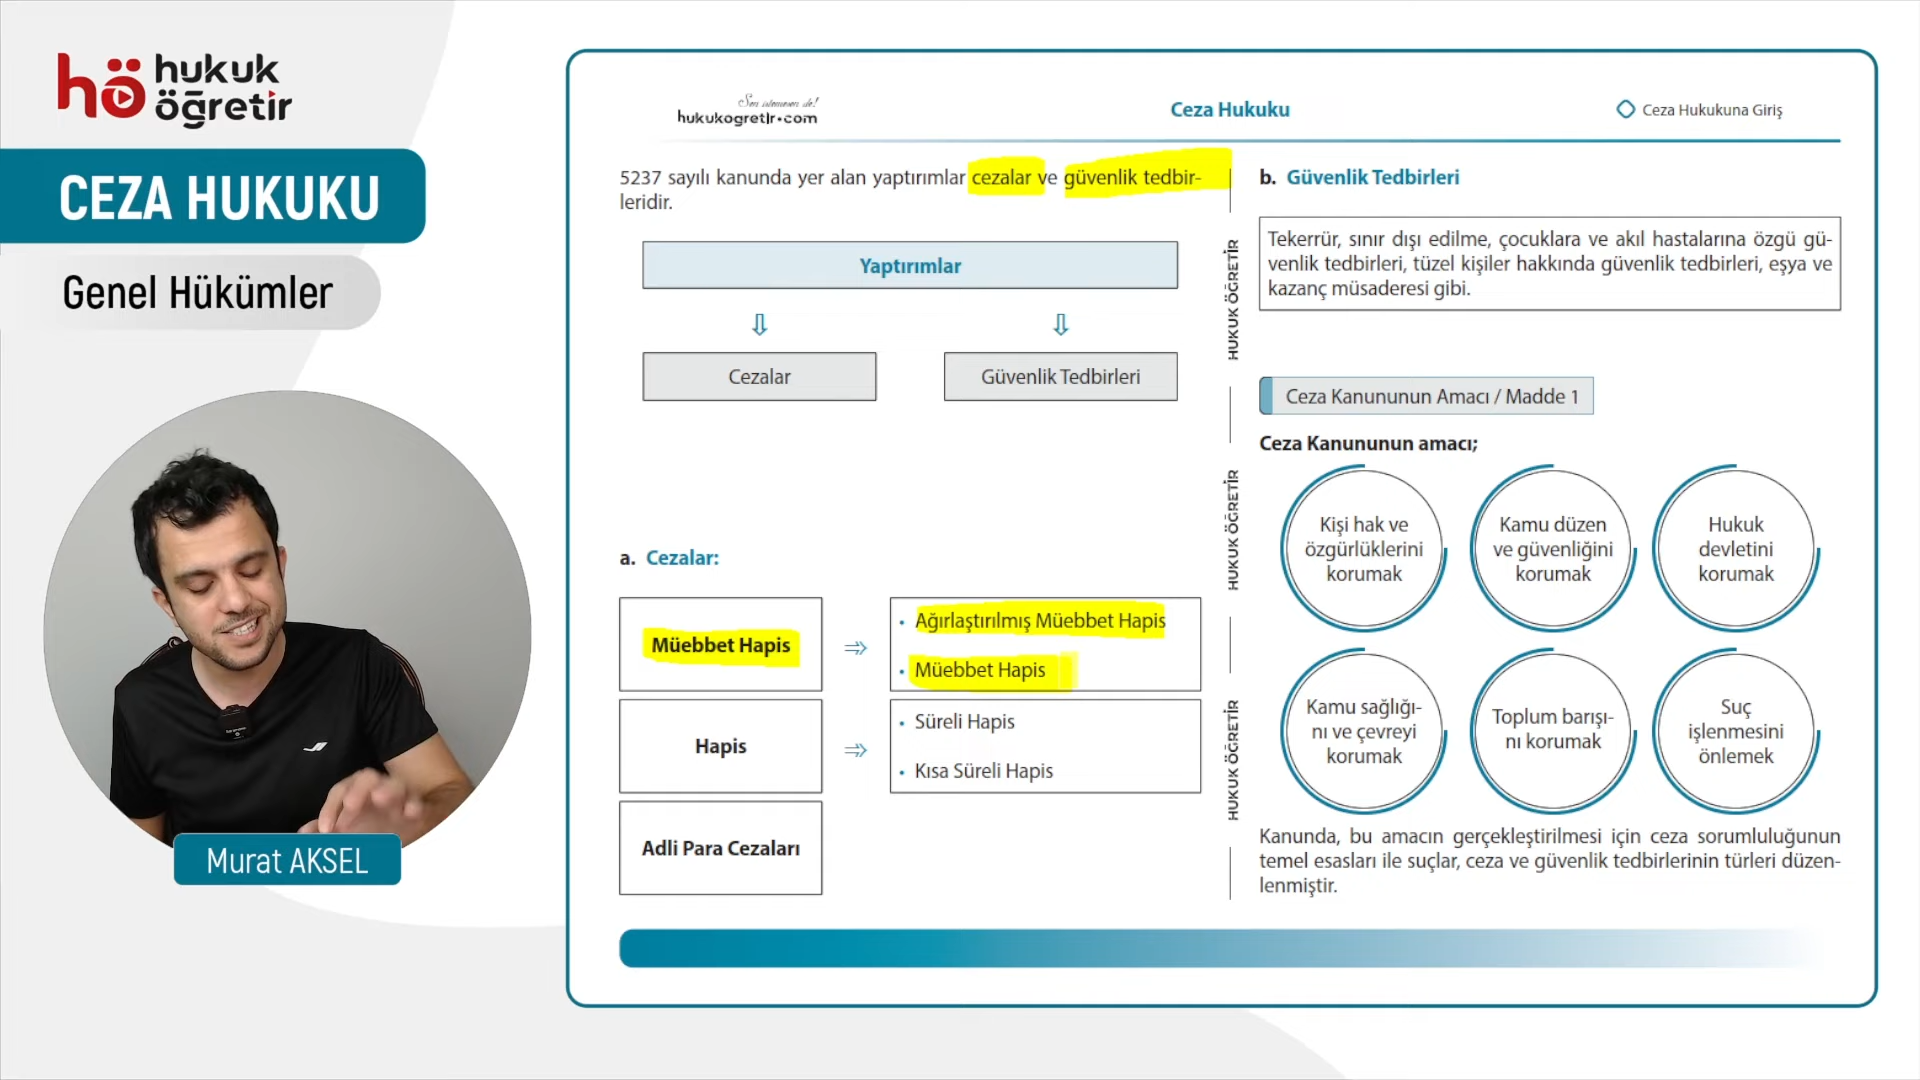 hö hukuk
öğretir
CEZA HUKUKU
Genel Hükümler
Murat AKSEL
Sen istemesen de!
hukukogretir.com
Ceza Hukuku
Ceza Hukukuna Giriş
5237 sayılı kanunda yer alan yaptırımlar cezalar ve güvenlik tedbir-
leridir.
Yaptırımlar
Cezalar
Güvenlik Tedbirleri
a. Cezalar:
Müebbet Hapis
• Ağırlaştırılmış Müebbet Hapis
• Müebbet Hapis
Hapis
• Süreli Hapis
• Kısa Süreli Hapis
Adli Para Cezaları
HUKUK ÖĞRETİR
HUKUK ÖĞRETİR
HUKUK ÖĞRETİR
b. Güvenlik Tedbirleri
Tekerrür, sınır dışı edilme, çocuklara ve akıl hastalarına özgü gü-
venlik tedbirleri, tüzel kişiler hakkında güvenlik tedbirleri, eşya ve
kazanç müsaderesi gibi.
Ceza Kanununun Amacı / Madde 1
Ceza Kanununun amacı;
Kişi hak ve
özgürlüklerini
korumak
Kamu düzen
ve güvenliğini
korumak
Hukuk
devletini
korumak
Kamu sağlığı-
nı ve çevreyi
korumak
Toplum barışı-
nı korumak
Suç
işlenmesini
önlemek
Kanunda, bu amacın gerçekleştirilmesi için ceza sorumluluğunun
temel esasları ile suçlar, ceza ve güvenlik tedbirlerinin türleri düzen-
lenmiştir.